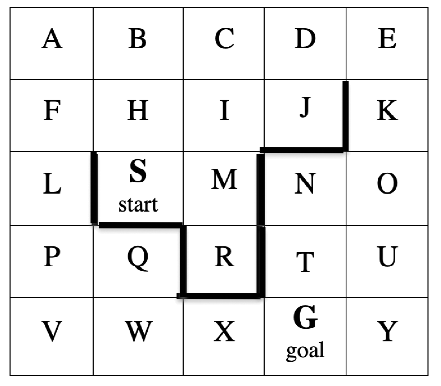 A B C D E
F H I J K
L S M N O
start
P Q R T U
V W X G Y
goal